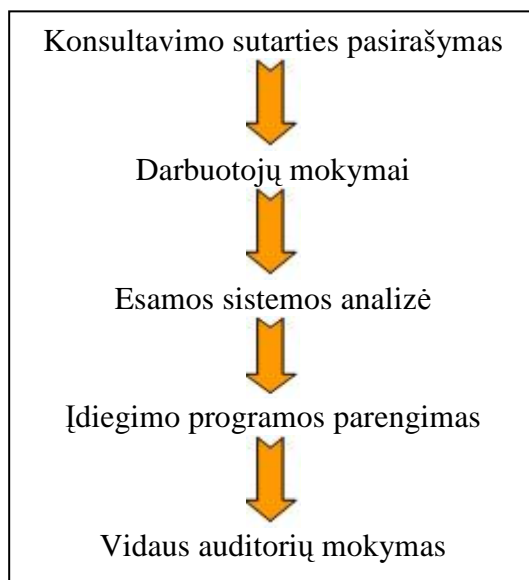 Konsultavimo sutarties pasirašymas
Darbuotojų mokymai
Esamos sistemos analizė
Įdiegimo programos parengimas
Vidaus auditorių mokymas